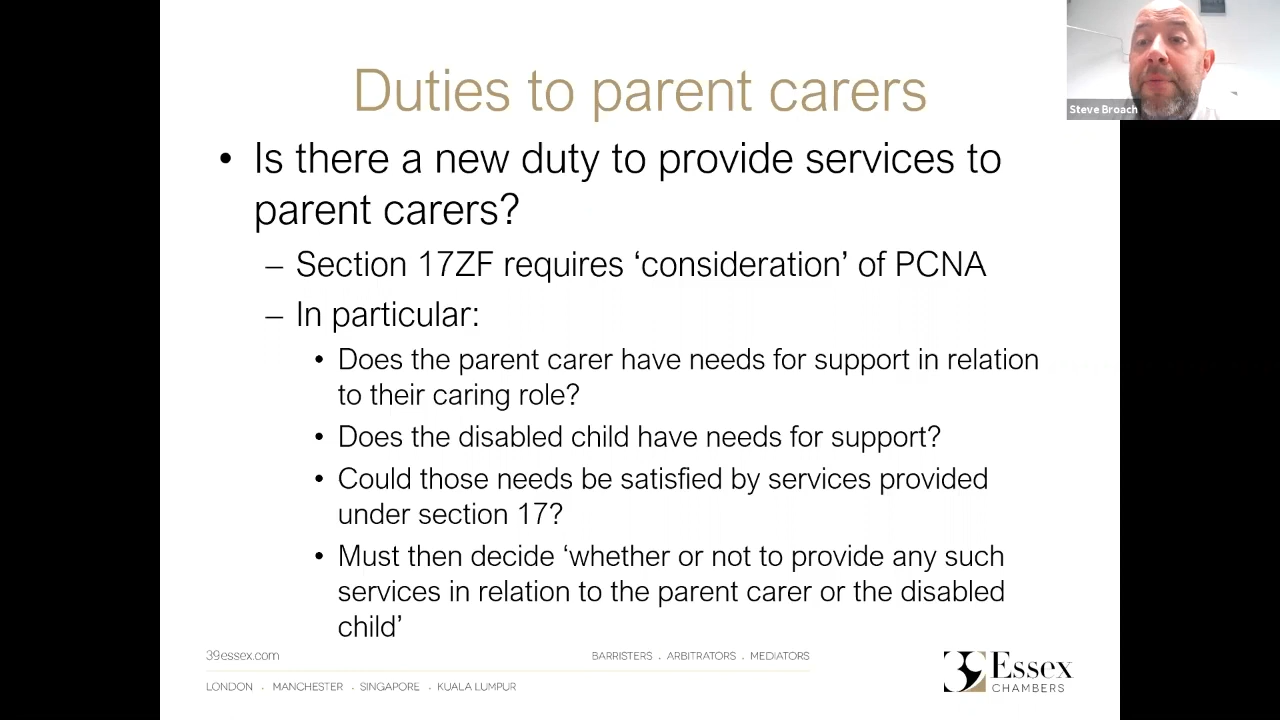 Duties to parent carers
Steve Broach
• Is there a new duty to provide services to
parent carers?
– Section 17ZF requires ‘consideration’ of PCNA
– In particular:
• Does the parent carer have needs for support in relation
to their caring role?
• Does the disabled child have needs for support?
• Could those needs be satisfied by services provided
under section 17?
• Must then decide ‘whether or not to provide any such
services in relation to the parent carer or the disabled
child’
39essex.com
BARRISTERS . ARBITRATORS . MEDIATORS
LONDON . MANCHESTER . SINGAPORE . KUALA LUMPUR
39 Essex
CHAMBERS